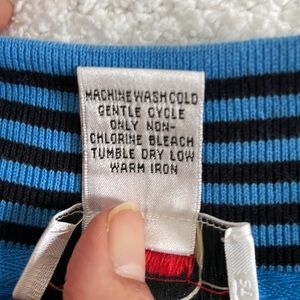 MACHINE WASH COLD
GENTLE CYCLE
ONLY NON-
CHLORINE BLEACH
TUMBLE DRY LOW
WARM IRON